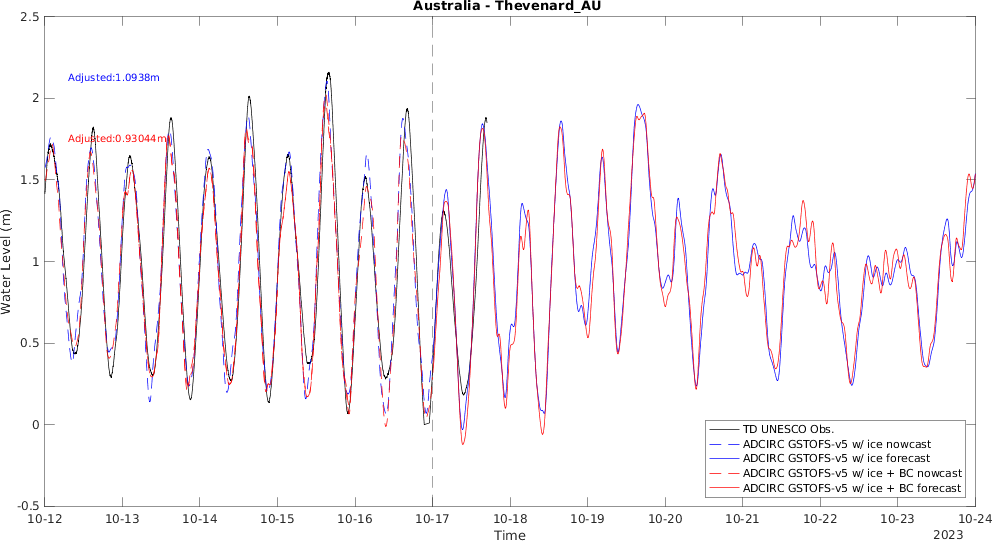 Australia - Thevenard_AU
2.5
2
1.5
1
0.5
0
-0.5
Water Level (m)
Adjusted:1.0938m
Adjusted:0.93044m
TD UNESCO Obs.
ADCIRC GSTOFS-v5 w/ ice nowcast
ADCIRC GSTOFS-v5 w/ ice forecast
ADCIRC GSTOFS-v5 w/ ice + BC nowcast
ADCIRC GSTOFS-v5 w/ ice + BC forecast
10-12 10-13 10-14 10-15 10-16 10-17 10-18 10-19 10-20 10-21 10-22 10-23 10-24
Time
2023